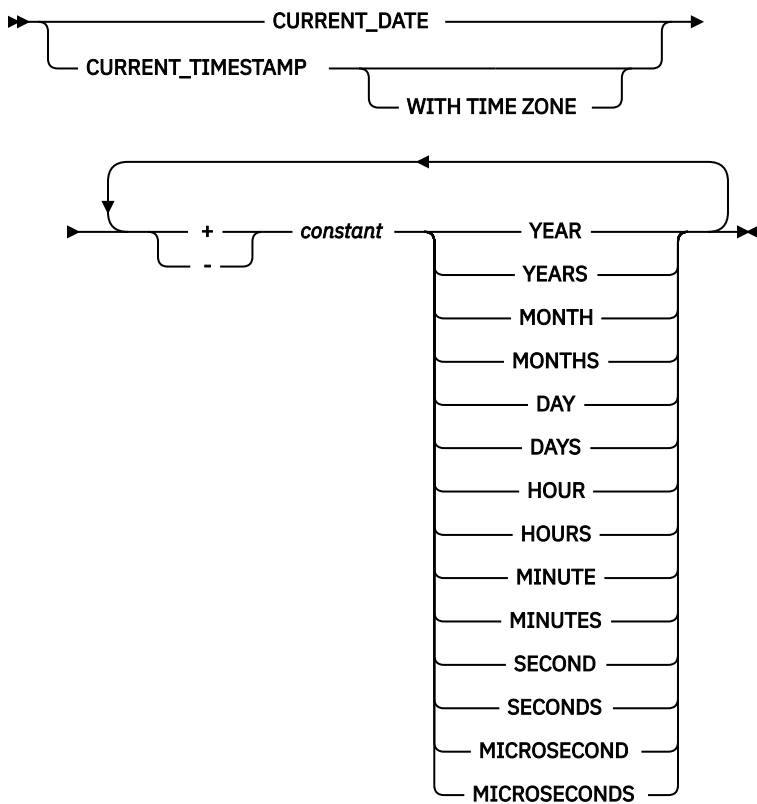 CURRENT_DATE
CURRENT_TIMESTAMP
WITH TIME ZONE
+ constant YEAR
-
YEARS
MONTH
MONTHS
DAY
DAYS
HOUR
HOURS
MINUTE
MINUTES
SECOND
SECONDS
MICROSECOND
MICROSECONDS